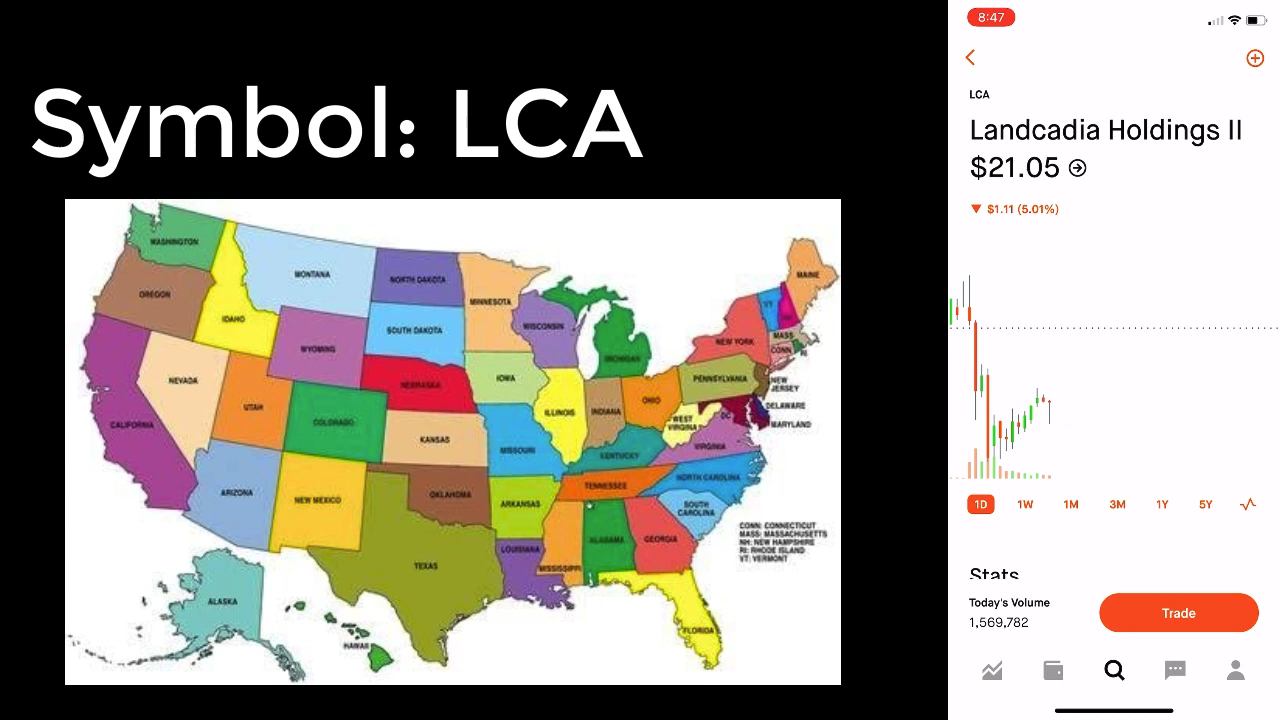 Symbol: LCA
WASHINGTON
OREGON
IDAHO
MONTANA
WYOMING
NORTH DAKOTA
SOUTH DAKOTA
NEBRASKA
MINNESOTA
IOWA
WISCONSIN
MICHIGAN
ILLINOIS
INDIANA
OHIO
PENNSYLVANIA
NEW YORK
VT
NH
MAINE
MASS
CONN
RI
NEW
JERSEY
DELAWARE
MARYLAND
DC
WEST
VIRGINIA
VIRGINIA
KENTUCKY
TENNESSEE
NORTH CAROLINA
SOUTH
CAROLINA
GEORGIA
ALABAMA
MISSISSIPPI
FLORIDA
LOUISIANA
ARKANSAS
MISSOURI
KANSAS
OKLAHOMA
TEXAS
COLORADO
NEW MEXICO
UTAH
ARIZONA
NEVADA
CALIFORNIA
ALASKA
HAWAII
CONN: CONNECTICUT
MASS: MASSACHUSETTS
NH: NEW HAMPSHIRE
RI: RHODE ISLAND
VT: VERMONT
8:47
LCA
Landcadia Holdings II
$21.05
$1.11 (5.01%)
1D 1W 1M 3M 1Y 5Y
Stats
Today's Volume
1,569,782
Trade